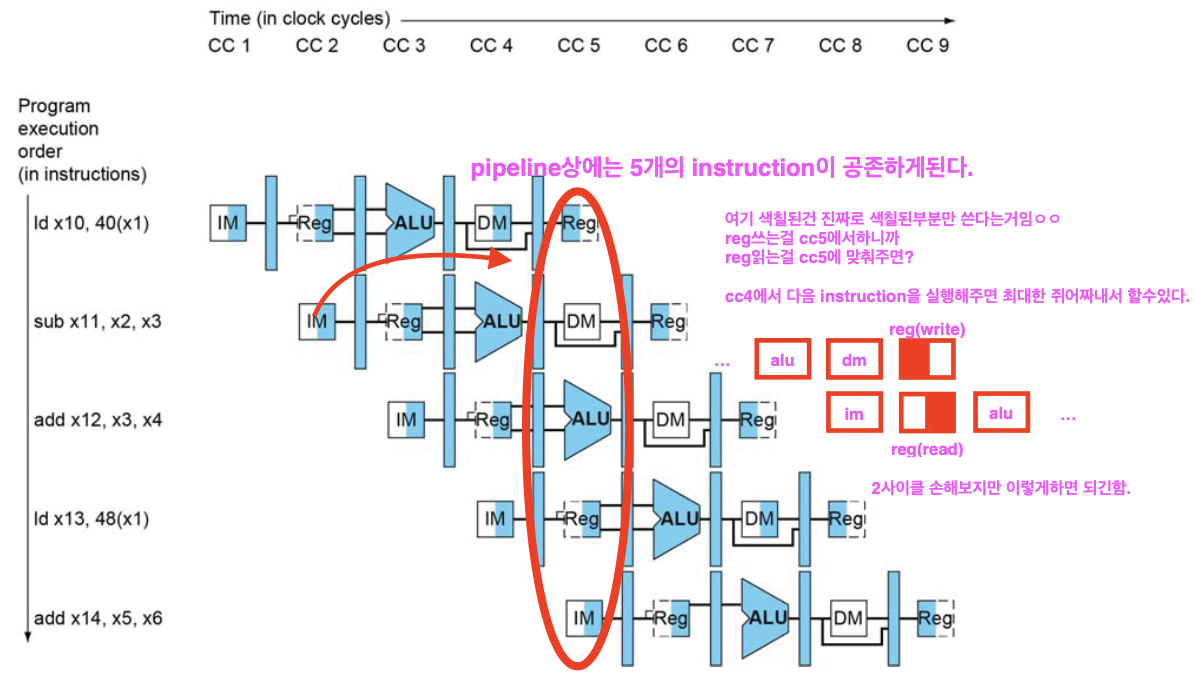 Time (in clock cycles)
CC 1 CC 2 CC 3 CC 4 CC 5 CC 6 CC 7 CC 8 CC 9
Program
execution
order
(in instructions)
pipeline상에는 5개의 instruction이 공존하게된다.
ld x10, 40(x1)
IM Reg ALU DM Reg
여기 색칠된건 진짜로 색칠된부분만 쓴다는거임ㅇㅇ
reg쓰는걸 cc5에서하니까
reg읽는걸 cc5에 맞춰주면?
cc4에서 다음 instruction을 실행해주면 최대한 쥐어짜내서 할수있다.
sub x11, x2, x3
IM Reg ALU DM Reg
reg(write)
... alu dm
add x12, x3, x4
IM Reg ALU DM Reg
im alu ...
reg(read)
2사이클 손해보지만 이렇게하면 되긴함.
ld x13, 48(x1)
IM Reg ALU DM Reg
add x14, x5, x6
IM Reg ALU DM Reg